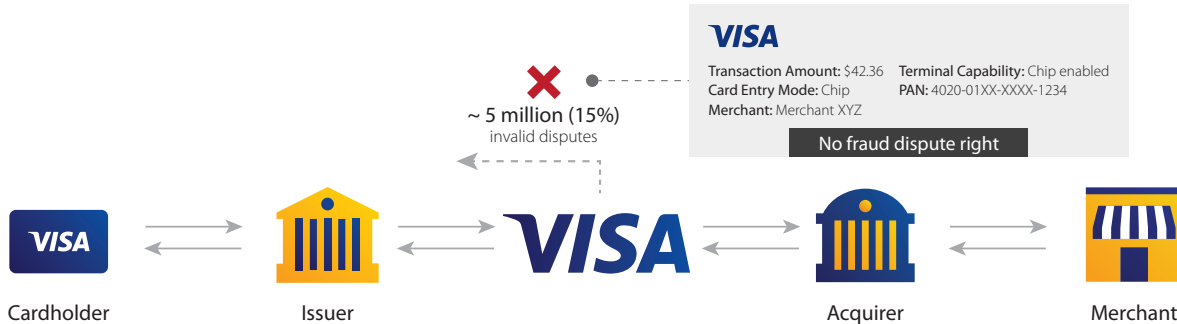 VISA
Transaction Amount: $42.36 Terminal Capability: Chip enabled
Card Entry Mode: Chip PAN: 4020-01XX-XXXX-1234
Merchant: Merchant XYZ
No fraud dispute right
~ 5 million (15%)
invalid disputes
VISA
VISA
Cardholder
Issuer
Acquirer
Merchant